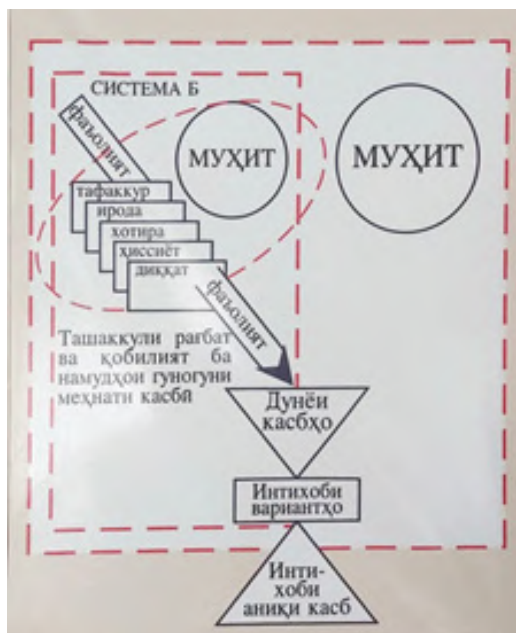 СИСТЕМА Б
фаъолият
МУҲИТ
МУҲИТ
тафаккур
ирода
хотира
ҳиссиёт
диққат
фаъолият
Ташаккули рағбат
ва қобилият ба
намудҳои гуногуни
меҳнати касбӣ
Дунёи
касбҳо
Интихоби
вариантҳо
Инти-
хоби
аниқи касб